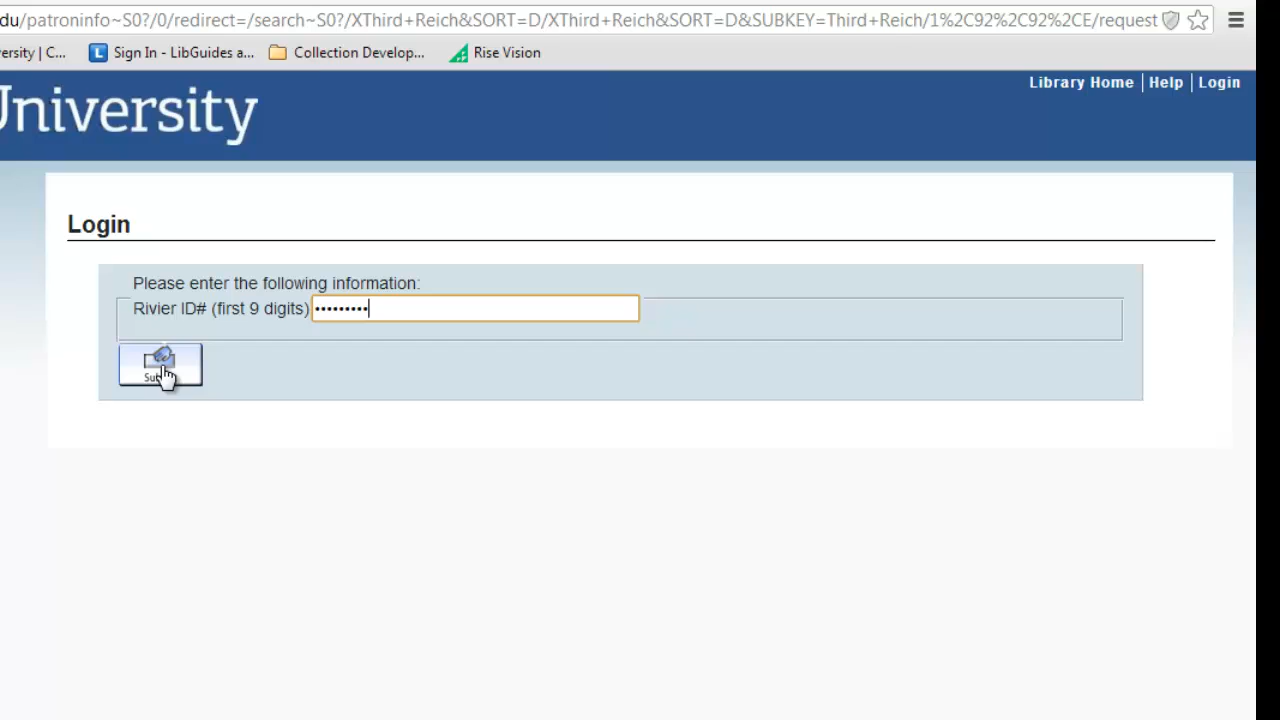 du/patroninfo~S0?/0/redirect=/search~S0?/XThird+Reich&SORT=D/XThird+Reich&SORT=D&SUBKEY=Third+Reich/1%2C92%2C92%2CE/request
ersity | C... Sign In - LibGuides a... Collection Develop... Rise Vision
Library Home | Help | Login
University
Login
Please enter the following information:
Rivier ID# (first 9 digits) •••••••••